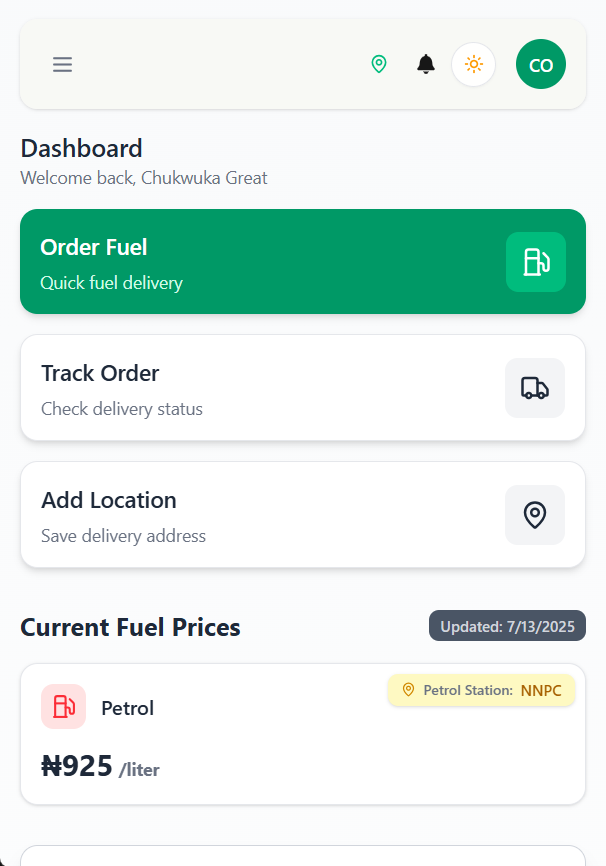 CO
Dashboard
Welcome back, Chukwuka Great
Order Fuel
Quick fuel delivery
Track Order
Check delivery status
Add Location
Save delivery address
Current Fuel Prices
Updated: 7/13/2025
Petrol Station: NNPC
Petrol
₦925 /liter